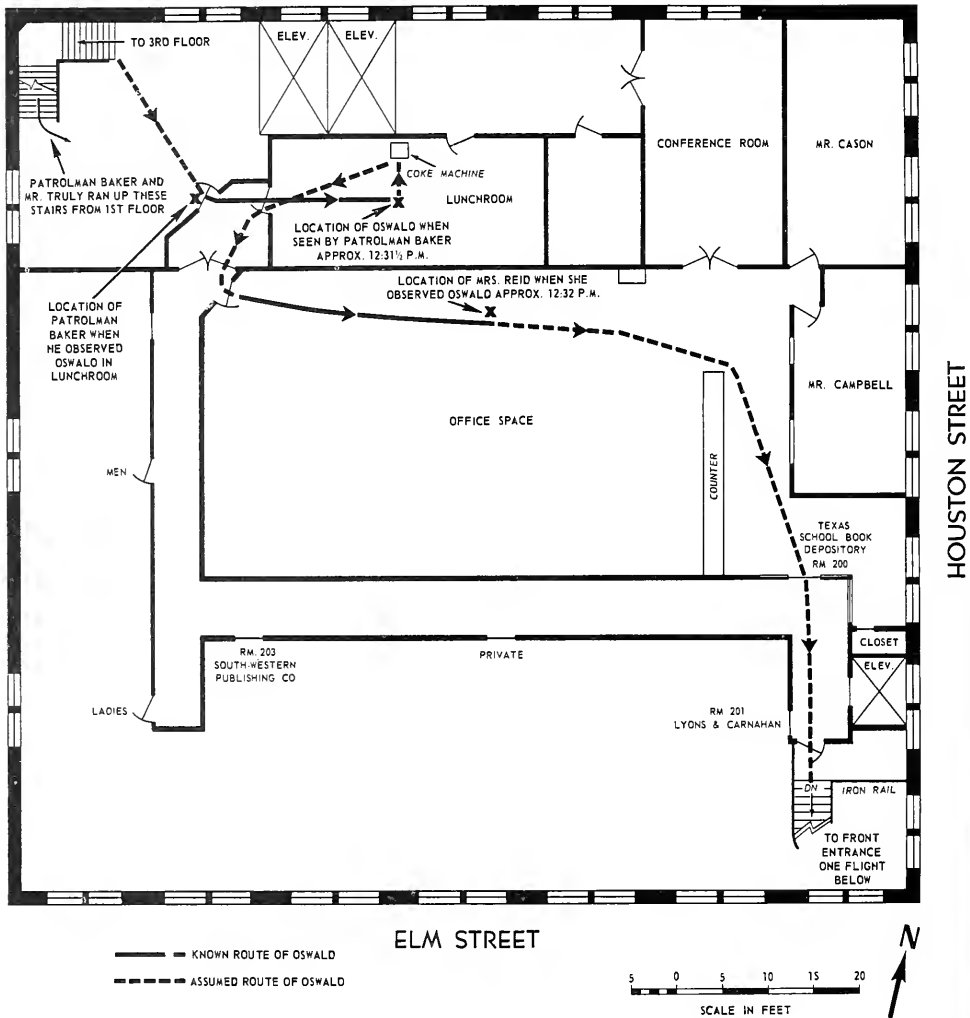 TO 3RD FLOOR
ELEV.
ELEV.
CONFERENCE ROOM
MR. CASON
PATROLMAN BAKER AND
MR. TRULY RAN UP THESE
STAIRS FROM 1ST FLOOR
COKE MACHINE
LUNCHROOM
LOCATION OF OSWALD WHEN
SEEN BY PATROLMAN BAKER
APPROX. 12:31½ P.M.
LOCATION OF MRS. REID WHEN SHE
OBSERVED OSWALD APPROX. 12:32 P.M.
LOCATION OF
PATROLMAN
BAKER WHEN
HE OBSERVED
OSWALD IN
LUNCHROOM
MR. CAMPBELL
OFFICE SPACE
COUNTER
MEN
TEXAS
SCHOOL BOOK
DEPOSITORY
RM 200
HOUSTON STREET
CLOSET
ELEV.
RM. 203
SOUTH-WESTERN
PUBLISHING CO
PRIVATE
LADIES
RM 201
LYONS & CARNAHAN
DN
IRON RAIL
TO FRONT
ENTRANCE
ONE FLIGHT
BELOW
ELM STREET
KNOWN ROUTE OF OSWALD
ASSUMED ROUTE OF OSWALD
N
5 0 5 10 15 20
SCALE IN FEET